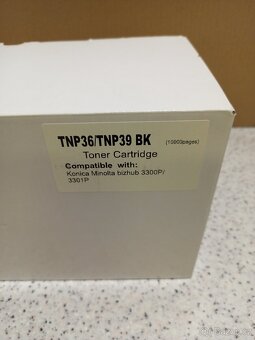 TNP36/TNP39 BK (10000pages)
Toner Cartridge
Compatible with:
Konica Minolta bizhub 3300P/
3301P